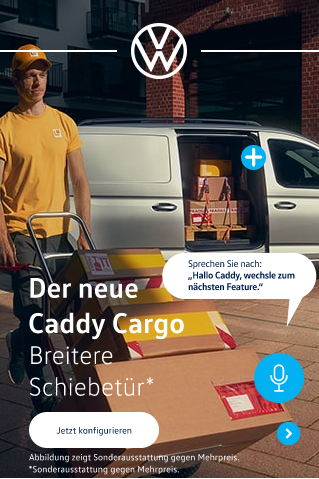 Sprechen Sie nach:
„Hallo Caddy, wechsle zum
nächsten Feature.“
Der neue
Caddy Cargo
Breitere
Schiebetür*
Jetzt konfigurieren
Abbildung zeigt Sonderausstattung gegen Mehrpreis.
*Sonderausstattung gegen Mehrpreis.